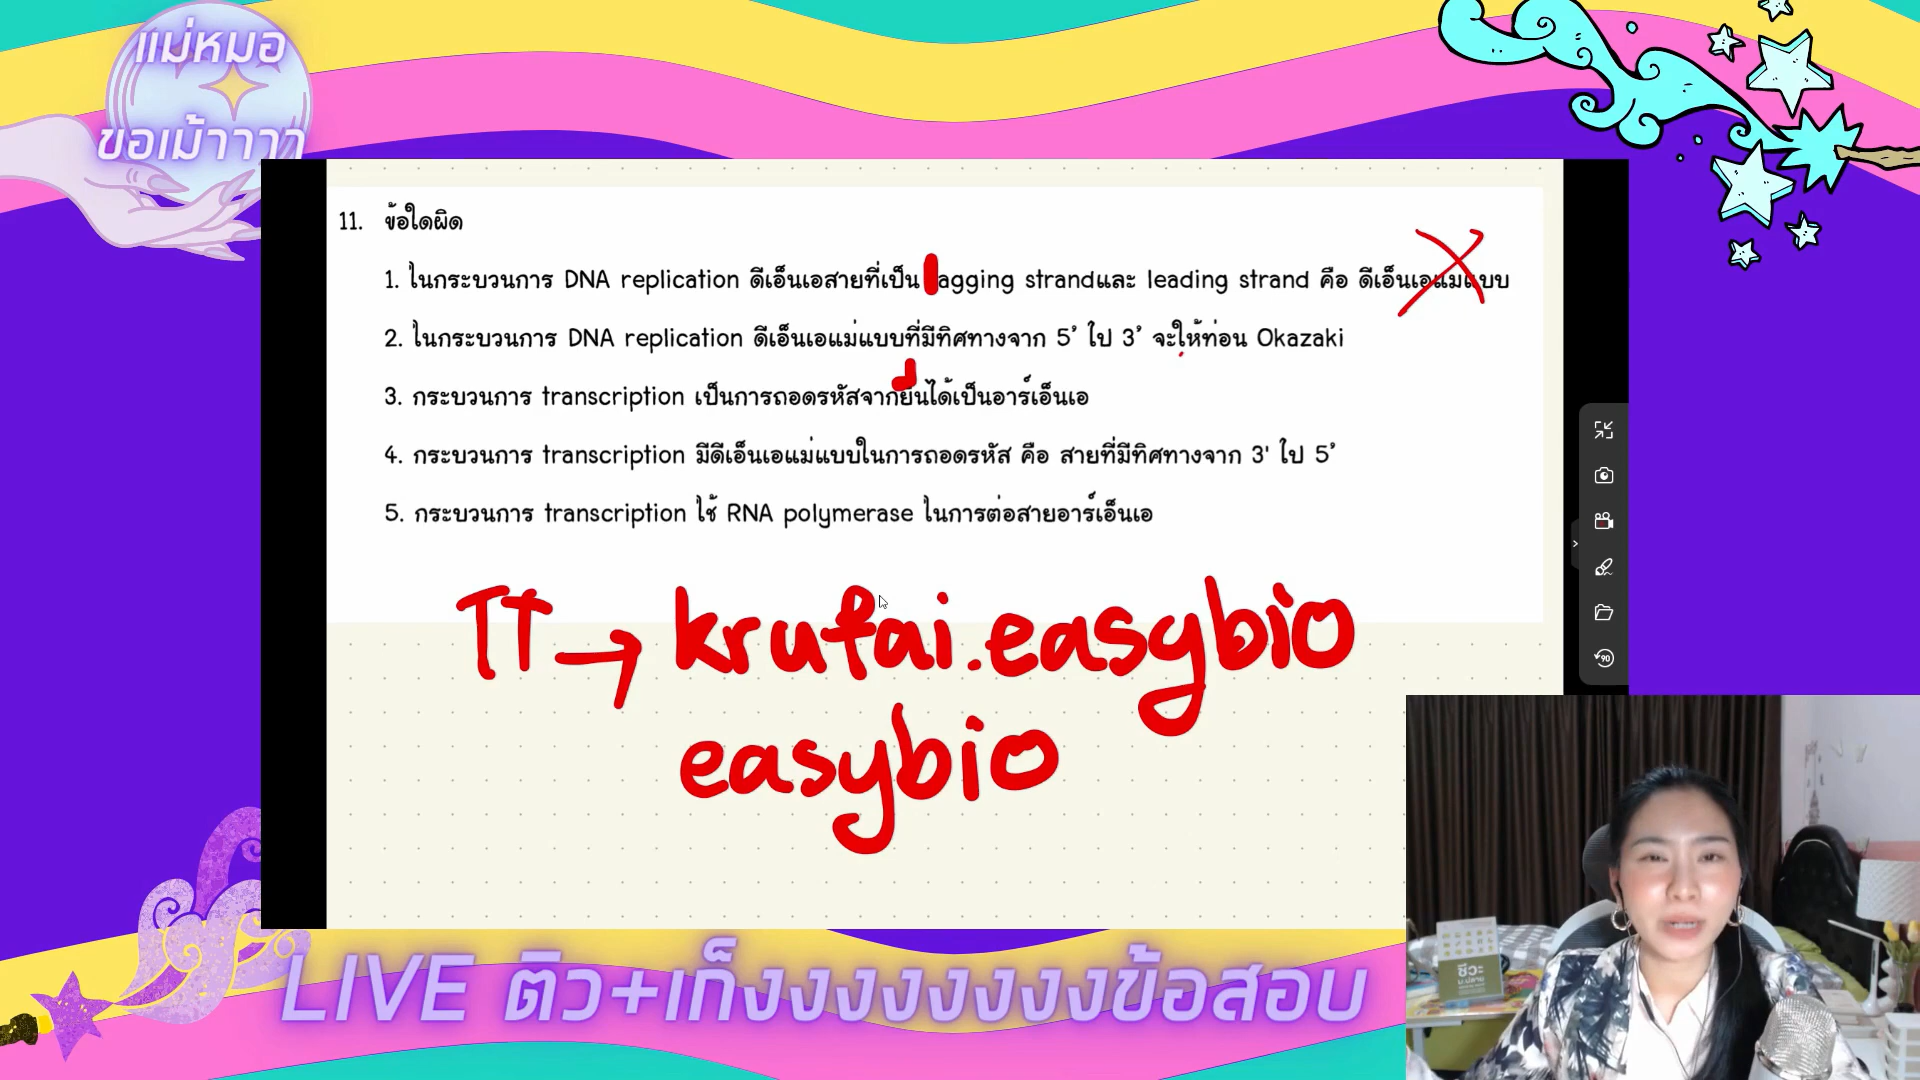 แม่หมอ
ขอเม้าาาา
11. ข้อใดผิด
1. ในกระบวนการ DNA replication ดีเอ็นเอสายที่เป็น lagging strandและ leading strand คือ ดีเอ็นเอแม่แบบ
2. ในกระบวนการ DNA replication ดีเอ็นเอแม่แบบที่มีทิศทางจาก 5’ ไป 3’ จะให้ท่อน Okazaki
3. กระบวนการ transcription เป็นการถอดรหัสจากยีนได้เป็นอาร์เอ็นเอ
4. กระบวนการ transcription มีดีเอ็นเอแม่แบบในการถอดรหัส คือ สายที่มีทิศทางจาก 3' ไป 5’
5. กระบวนการ transcription ใช้ RNA polymerase ในการต่อสายอาร์เอ็นเอ
TT → krufai.easybio
easybio
90
ชีวะ
ม.ปลาย
LIVE ติว+เก็งงงงงงงงงข้อสอบ